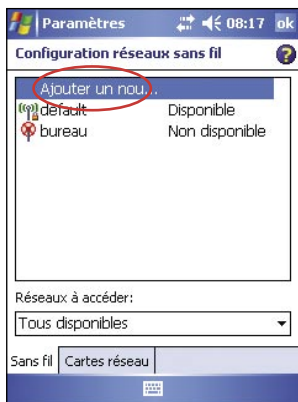 Paramètres 08:17 ok
Configuration réseaux sans fil ?
Ajouter un nou...
default Disponible
bureau Non disponible
Réseaux à accéder:
Tous disponibles
Sans fil Cartes réseau